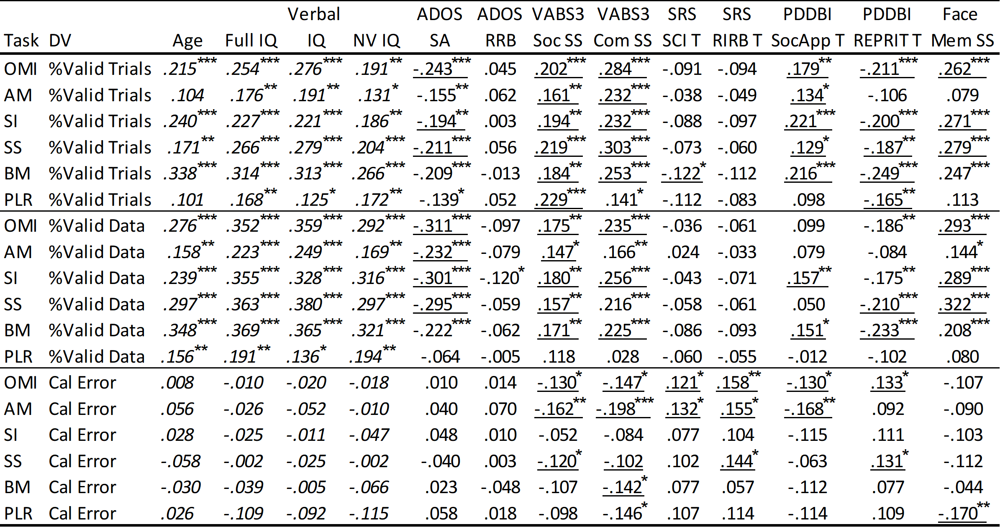 Verbal ADOS ADOS VABS3 VABS3 SRS SRS PDDBI PDDBI Face
Task DV Age Full IQ IQ NV IQ SA RRB Soc SS Com SS SCI T RIRB T SocApp T REPRIT T Mem SS
OMI %Valid Trials .215*** .254*** .276*** .191** -.243*** .045 .202*** .284*** -.091 -.094 .179** -.211*** .262***
AM %Valid Trials .104 .176** .191** .131* -.155** .062 .161** .232*** -.038 -.049 .134* -.106 .079
SI %Valid Trials .240*** .227*** .221*** .186** -.194** .003 .194** .232*** -.088 -.097 .221*** -.200*** .271***
SS %Valid Trials .171** .266*** .279*** .204*** -.211*** .056 .219*** .303*** -.073 -.060 .129* -.187** .279***
BM %Valid Trials .338*** .314*** .313*** .266*** -.209*** -.013 .184** .253*** -.122* -.112 .216*** -.249*** .247***
PLR %Valid Trials .101 .168** .125* .172** -.139* .052 .229*** .141* -.112 -.083 .098 -.165** .113
OMI %Valid Data .276*** .352*** .359*** .292*** -.311*** -.097 .175** .235*** -.036 -.061 .099 -.186** .293***
AM %Valid Data .158** .223*** .249*** .169** -.232*** -.079 .147* .166** .024 -.033 .079 -.084 .144*
SI %Valid Data .239*** .355*** .328*** .316*** -.301*** -.120* .180** .256*** -.043 -.071 .157** -.175** .289***
SS %Valid Data .297*** .363*** .380*** .297*** -.295*** -.059 .157** .216*** -.058 -.061 .050 -.210*** .322***
BM %Valid Data .348*** .369*** .365*** .321*** -.222*** -.062 .171** .225*** -.086 -.093 .151* -.233*** .208***
PLR %Valid Data .156** .191** .136* .194** -.064 -.005 .118 .028 -.060 -.055 -.012 -.102 .080
OMI Cal Error .008 -.010 -.020 -.018 .010 .014 -.130* -.147* .121* .158** -.130* .133* -.107
AM Cal Error .056 -.026 -.052 -.010 .040 .070 -.162** -.198*** .132* .155* -.168** .092 -.090
SI Cal Error .028 -.025 -.011 -.047 .048 .010 -.052 -.084 .077 .104 -.115 .111 -.103
SS Cal Error -.058 -.002 -.025 -.002 -.040 .003 -.120* -.102 .102 .144* -.063 .131* -.112
BM Cal Error -.030 -.039 -.005 -.066 .023 -.048 -.107 -.142* .077 .057 -.112 .077 -.044
PLR Cal Error .026 -.109 -.092 -.115 .058 .018 -.098 -.146* .107 .114 -.114 .109 -.170**